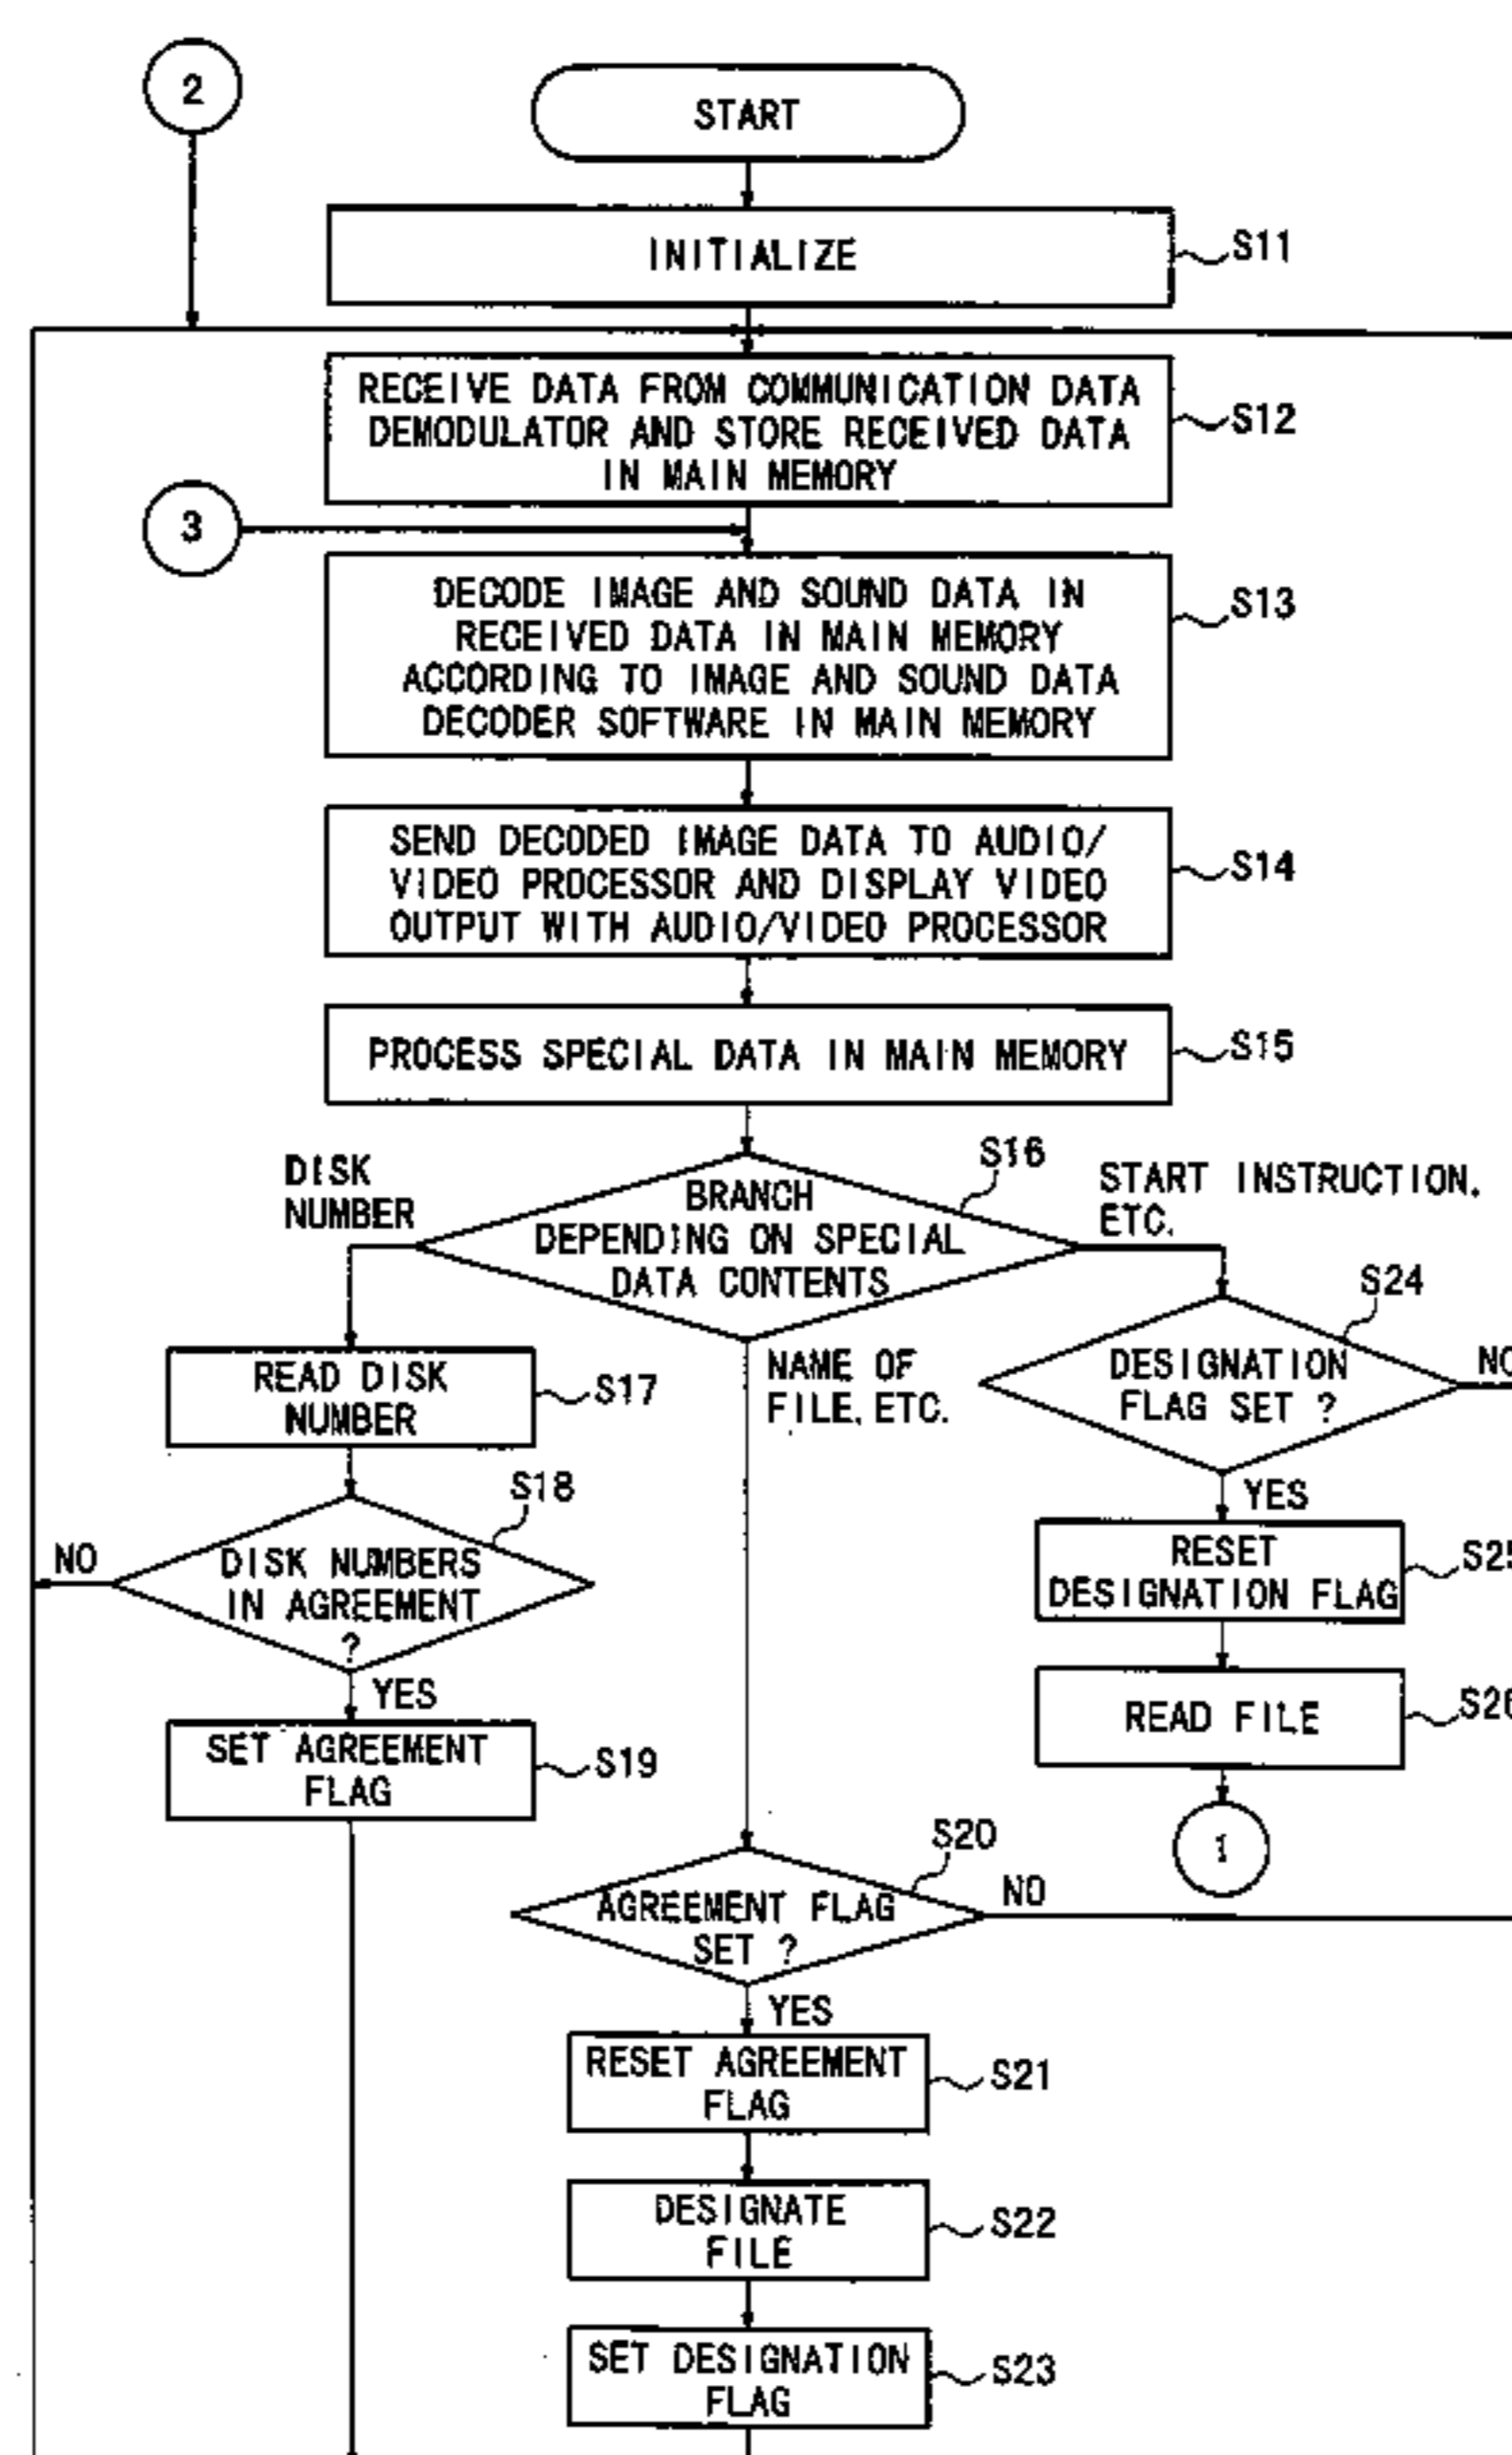 2
START
INITIALIZE
S11
RECEIVE DATA FROM COMMUNICATION DATA
DEMODULATOR AND STORE RECEIVED DATA
IN MAIN MEMORY
S12
3
DECODE IMAGE AND SOUND DATA IN
RECEIVED DATA IN MAIN MEMORY
ACCORDING TO IMAGE AND SOUND DATA
DECODER SOFTWARE IN MAIN MEMORY
S13
SEND DECODED IMAGE DATA TO AUDIO/
VIDEO PROCESSOR AND DISPLAY VIDEO
OUTPUT WITH AUDIO/VIDEO PROCESSOR
S14
PROCESS SPECIAL DATA IN MAIN MEMORY
S15
DISK
NUMBER
BRANCH
DEPENDING ON SPECIAL
DATA CONTENTS
S16
START INSTRUCTION,
ETC.
READ DISK
NUMBER
S17
NAME OF
FILE, ETC.
DESIGNATION
FLAG SET ?
S24
NO
YES
DISK NUMBERS
IN AGREEMENT
?
S18
NO
YES
RESET
DESIGNATION FLAG
S25
READ FILE
S26
1
SET AGREEMENT
FLAG
S19
AGREEMENT FLAG
SET ?
S20
NO
YES
RESET AGREEMENT
FLAG
S21
DESIGNATE
FILE
S22
SET DESIGNATION
FLAG
S23